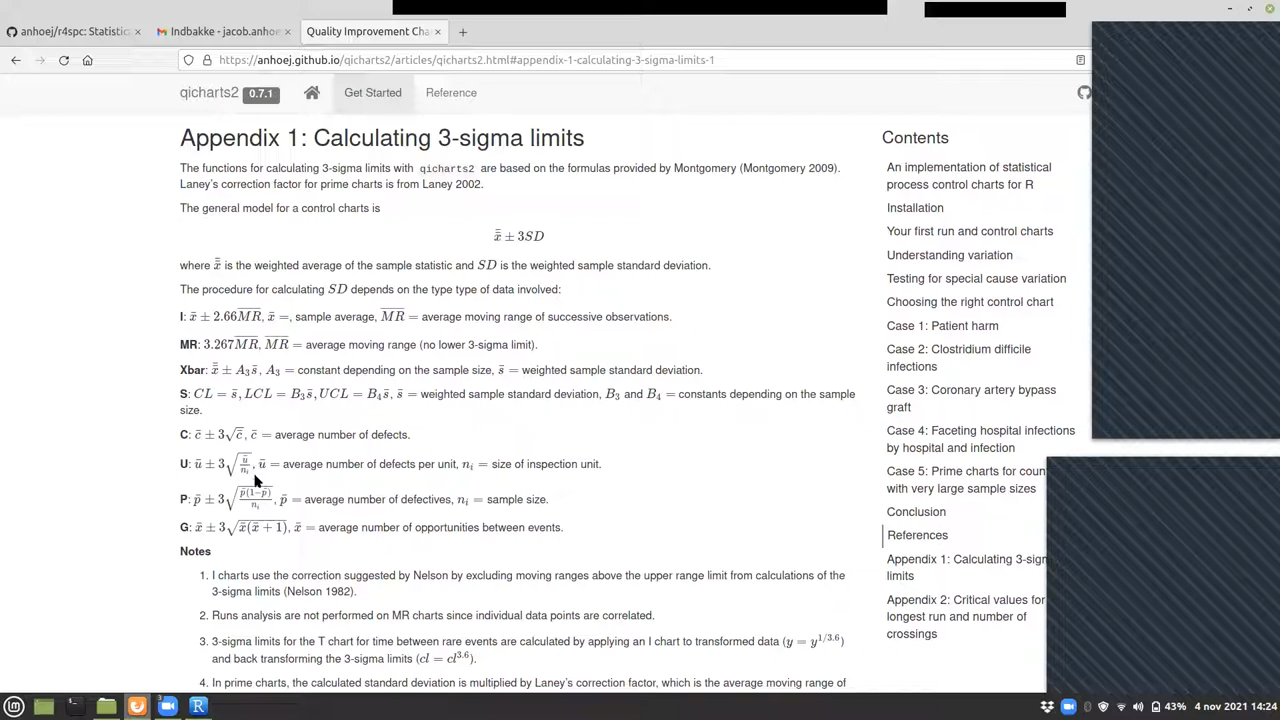 anhoej/r4spc: Statistic
Indbakke - jacob.anhoe
Quality Improvement Cha
https://anhoej.github.io/qicharts2/articles/qicharts2.html#appendix-1-calculating-3-sigma-limits-1
qicharts2 0.7.1 Get Started Reference
Appendix 1: Calculating 3-sigma limits
The functions for calculating 3-sigma limits with qicharts2 are based on the formulas provided by Montgomery (Montgomery 2009).
Laney's correction factor for prime charts is from Laney 2002.
The general model for a control charts is
x̿ ± 3SD
where x̿ is the weighted average of the sample statistic and SD is the weighted sample standard deviation.
The procedure for calculating SD depends on the type type of data involved:
I: x̄ ± 2.66M̅R̅, x̄ =, sample average, M̅R̅ = average moving range of successive observations.
MR: 3.267M̅R̅, M̅R̅ = average moving range (no lower 3-sigma limit).
Xbar: x̿ ± A₃s̄, A₃ = constant depending on the sample size, s̄ = weighted sample standard deviation.
S: CL = s̄, LCL = B₃s̄, UCL = B₄s̄, s̄ = weighted sample standard deviation, B₃ and B₄ = constants depending on the sample
size.
C: c̄ ± 3√c̄, c̄ = average number of defects.
U: ū ± 3√(ū/nᵢ), ū = average number of defects per unit, nᵢ = size of inspection unit.
P: p̄ ± 3√(p̄(1−p̄)/nᵢ), p̄ = average number of defectives, nᵢ = sample size.
G: x̄ ± 3√(x̄(x̄ + 1)), x̄ = average number of opportunities between events.
Notes
1. I charts use the correction suggested by Nelson by excluding moving ranges above the upper range limit from calculations of the
3-sigma limits (Nelson 1982).
2. Runs analysis are not performed on MR charts since individual data points are correlated.
3. 3-sigma limits for the T chart for time between rare events are calculated by applying an I chart to transformed data (y = y^1/3.6)
and back transforming the 3-sigma limits (cl = cl^3.6).
4. In prime charts, the calculated standard deviation is multiplied by Laney's correction factor, which is the average moving range of
Contents
An implementation of statistical
process control charts for R
Installation
Your first run and control charts
Understanding variation
Testing for special cause variation
Choosing the right control chart
Case 1: Patient harm
Case 2: Clostridium difficile
infections
Case 3: Coronary artery bypass
graft
Case 4: Faceting hospital infections
by hospital and infection
Case 5: Prime charts for coun
with very large sample sizes
Conclusion
References
Appendix 1: Calculating 3-sigm
limits
Appendix 2: Critical values for
longest run and number of
crossings
3
43% 4 nov 2021 14:24